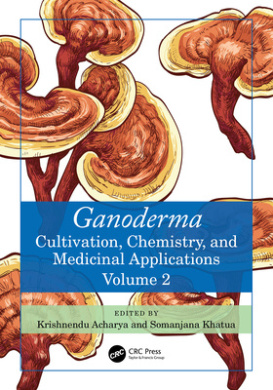 Ganoderma
Cultivation, Chemistry, and
Medicinal Applications
Volume 2
EDITED BY
Krishnendu Acharya and Somanjana Khatua
CRC
CRC Press
Taylor & Francis Group